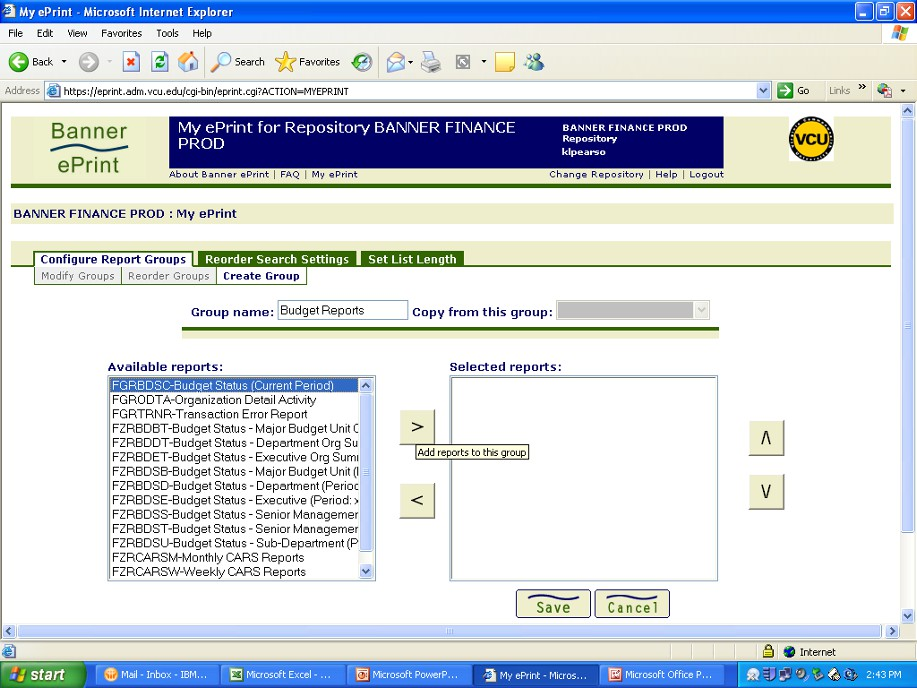 My ePrint - Microsoft Internet Explorer
File Edit View Favorites Tools Help
Back Search Favorites
Address https://eprint.adm.vcu.edu/cgi-bin/eprint.cgi?ACTION=MYEPRINT Go Links »
Banner
ePrint
My ePrint for Repository BANNER FINANCE
PROD
BANNER FINANCE PROD
Repository
klpearso
VCU
About Banner ePrint | FAQ | My ePrint
Change Repository | Help | Logout
BANNER FINANCE PROD : My ePrint
Configure Report Groups Reorder Search Settings Set List Length
Modify Groups Reorder Groups Create Group
Group name: Budget Reports Copy from this group:
Available reports:
FGRBDSC-Budget Status (Current Period)
FGRODTA-Organization Detail Activity
FGRTRNR-Transaction Error Report
FZRBDBT-Budget Status - Major Budget Unit C
FZRBDDT-Budget Status - Department Org Su
FZRBDET-Budget Status - Executive Org Sum
FZRBDSB-Budget Status - Major Budget Unit (
FZRBDSD-Budget Status - Department (Perioc
FZRBDSE-Budget Status - Executive (Period: x
FZRBDSS-Budget Status - Senior Managemer
FZRBDST-Budget Status - Senior Managemer
FZRBDSU-Budget Status - Sub-Department (P
FZRCARSM-Monthly CARS Reports
FZRCARSW-Weekly CARS Reports
>
Add reports to this group
<
Selected reports:
Λ
V
Save Cancel
Internet
start Mail - Inbox - IBM... Microsoft Excel - ... Microsoft PowerP... My ePrint - Micros... Microsoft Office P... 2:43 PM